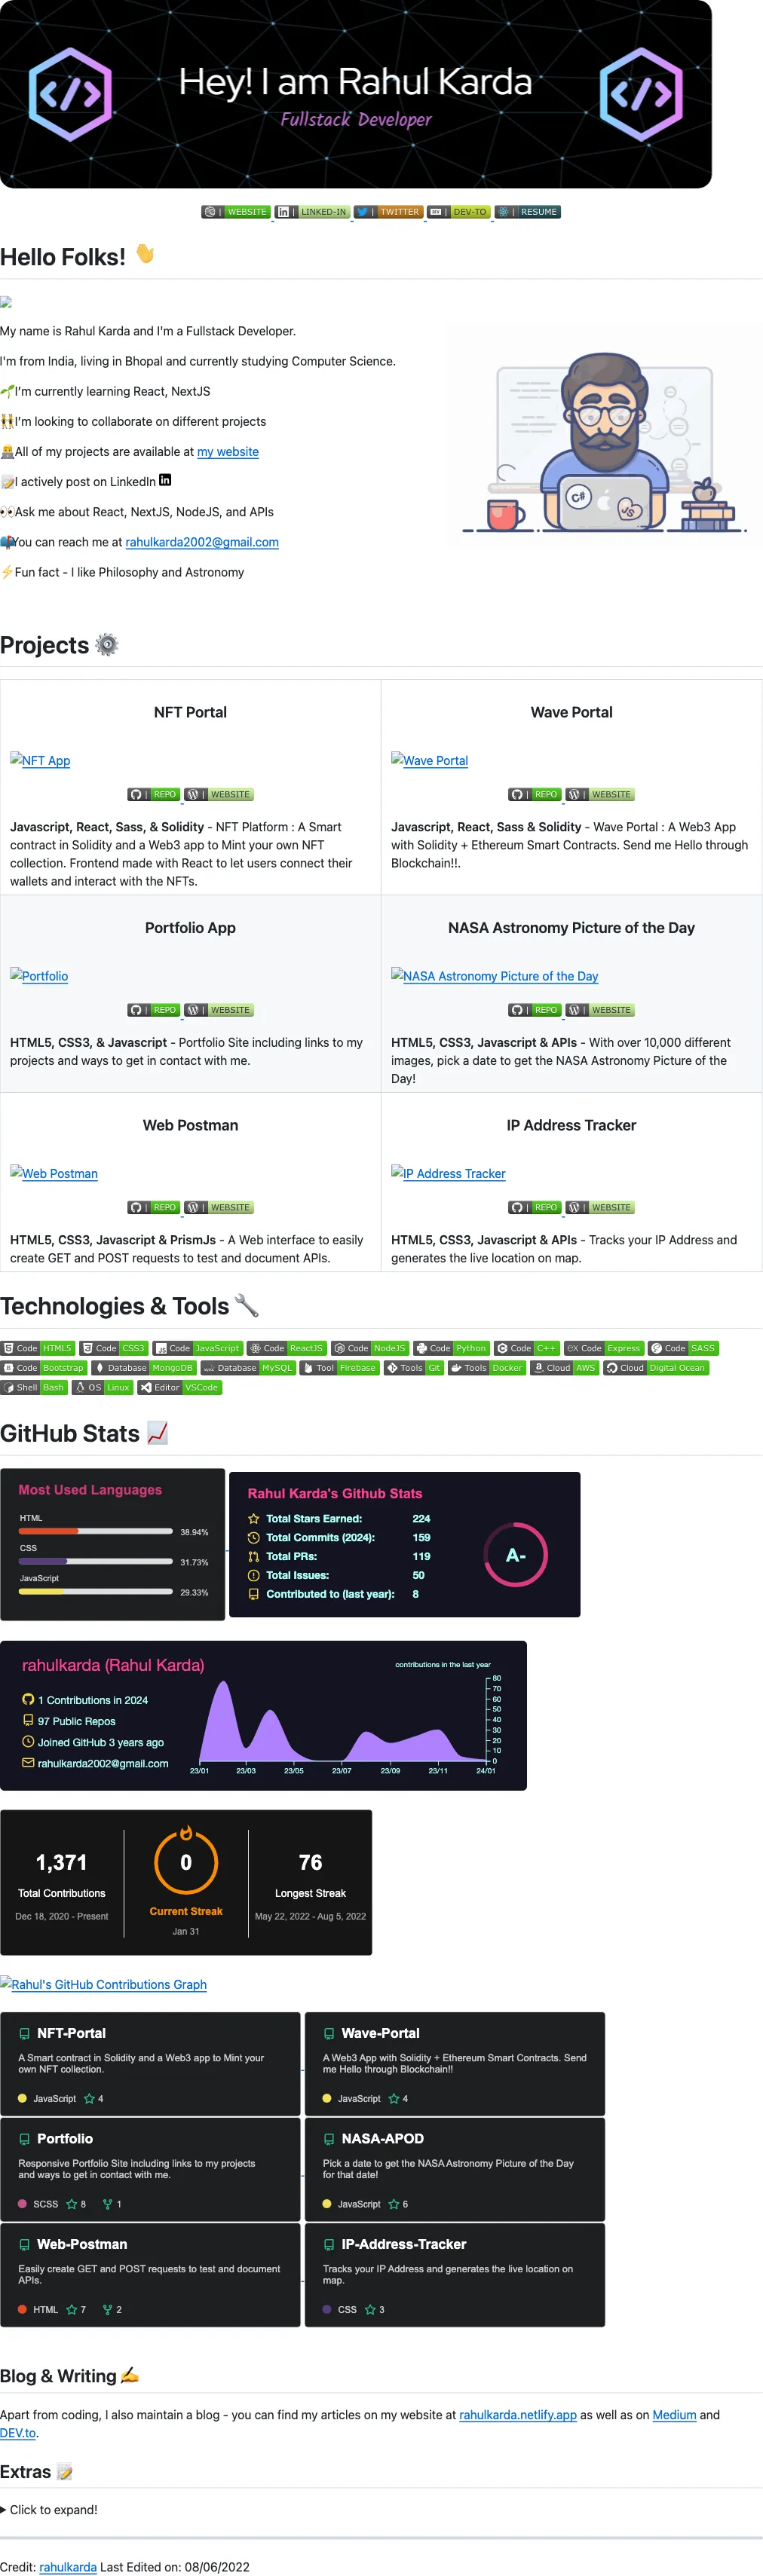 Hey! I am Rahul Karda
Fullstack Developer
| WEBSITE | LINKED-IN | TWITTER | DEV-TO | RESUME
Hello Folks! 👋
My name is Rahul Karda and I'm a Fullstack Developer.
I'm from India, living in Bhopal and currently studying Computer Science.
🌱I'm currently learning React, NextJS
👯I'm looking to collaborate on different projects
👨‍💻All of my projects are available at my website
📝I actively post on LinkedIn
C#
JS
👀Ask me about React, NextJS, NodeJS, and APIs
📫You can reach me at rahulkarda2002@gmail.com
⚡Fun fact - I like Philosophy and Astronomy
Projects ⚙️
NFT Portal
NFT App
| REPO | WEBSITE
Javascript, React, Sass, & Solidity - NFT Platform : A Smart
contract in Solidity and a Web3 app to Mint your own NFT
collection. Frontend made with React to let users connect their
wallets and interact with the NFTs.
Wave Portal
Wave Portal
| REPO | WEBSITE
Javascript, React, Sass & Solidity - Wave Portal : A Web3 App
with Solidity + Ethereum Smart Contracts. Send me Hello through
Blockchain!!.
Portfolio App
Portfolio
| REPO | WEBSITE
HTML5, CSS3, & Javascript - Portfolio Site including links to my
projects and ways to get in contact with me.
NASA Astronomy Picture of the Day
NASA Astronomy Picture of the Day
| REPO | WEBSITE
HTML5, CSS3, Javascript & APIs - With over 10,000 different
images, pick a date to get the NASA Astronomy Picture of the
Day!
Web Postman
Web Postman
| REPO | WEBSITE
HTML5, CSS3, Javascript & PrismJs - A Web interface to easily
create GET and POST requests to test and document APIs.
IP Address Tracker
IP Address Tracker
| REPO | WEBSITE
HTML5, CSS3, Javascript & APIs - Tracks your IP Address and
generates the live location on map.
Technologies & Tools 🔧
Code HTML5 Code CSS3 Code JavaScript Code ReactJS Code NodeJS Code Python Code C++ Code Express Code SASS
Code Bootstrap Database MongoDB Database MySQL Tool Firebase Tools Git Tools Docker Cloud AWS Cloud Digital Ocean
Shell Bash OS Linux Editor VSCode
GitHub Stats 📈
Most Used Languages
HTML
38.94%
CSS
31.73%
JavaScript
29.33%
Rahul Karda's Github Stats
Total Stars Earned: 224
Total Commits (2024): 159
Total PRs: 119
Total Issues: 50
Contributed to (last year): 8
A-
rahulkarda (Rahul Karda)
1 Contributions in 2024
97 Public Repos
Joined GitHub 3 years ago
rahulkarda2002@gmail.com
contributions in the last year
80
70
60
50
40
30
20
10
0
23/01 23/03 23/05 23/07 23/09 23/11 24/01
1,371
Total Contributions
Dec 18, 2020 - Present
0
Current Streak
Jan 31
76
Longest Streak
May 22, 2022 - Aug 5, 2022
Rahul's GitHub Contributions Graph
NFT-Portal
A Smart contract in Solidity and a Web3 app to Mint your
own NFT collection.
JavaScript 4
Wave-Portal
A Web3 App with Solidity + Ethereum Smart Contracts. Send
me Hello through Blockchain!!
JavaScript 4
Portfolio
Responsive Portfolio Site including links to my projects
and ways to get in contact with me.
SCSS 8 1
NASA-APOD
Pick a date to get the NASA Astronomy Picture of the Day
for that date!
JavaScript 6
Web-Postman
Easily create GET and POST requests to test and document
APIs.
HTML 7 2
IP-Address-Tracker
Tracks your IP Address and generates the live location on
map.
CSS 3
Blog & Writing ✍️
Apart from coding, I also maintain a blog - you can find my articles on my website at rahulkarda.netlify.app as well as on Medium and
DEV.to.
Extras 📝
Click to expand!
Credit: rahulkarda Last Edited on: 08/06/2022